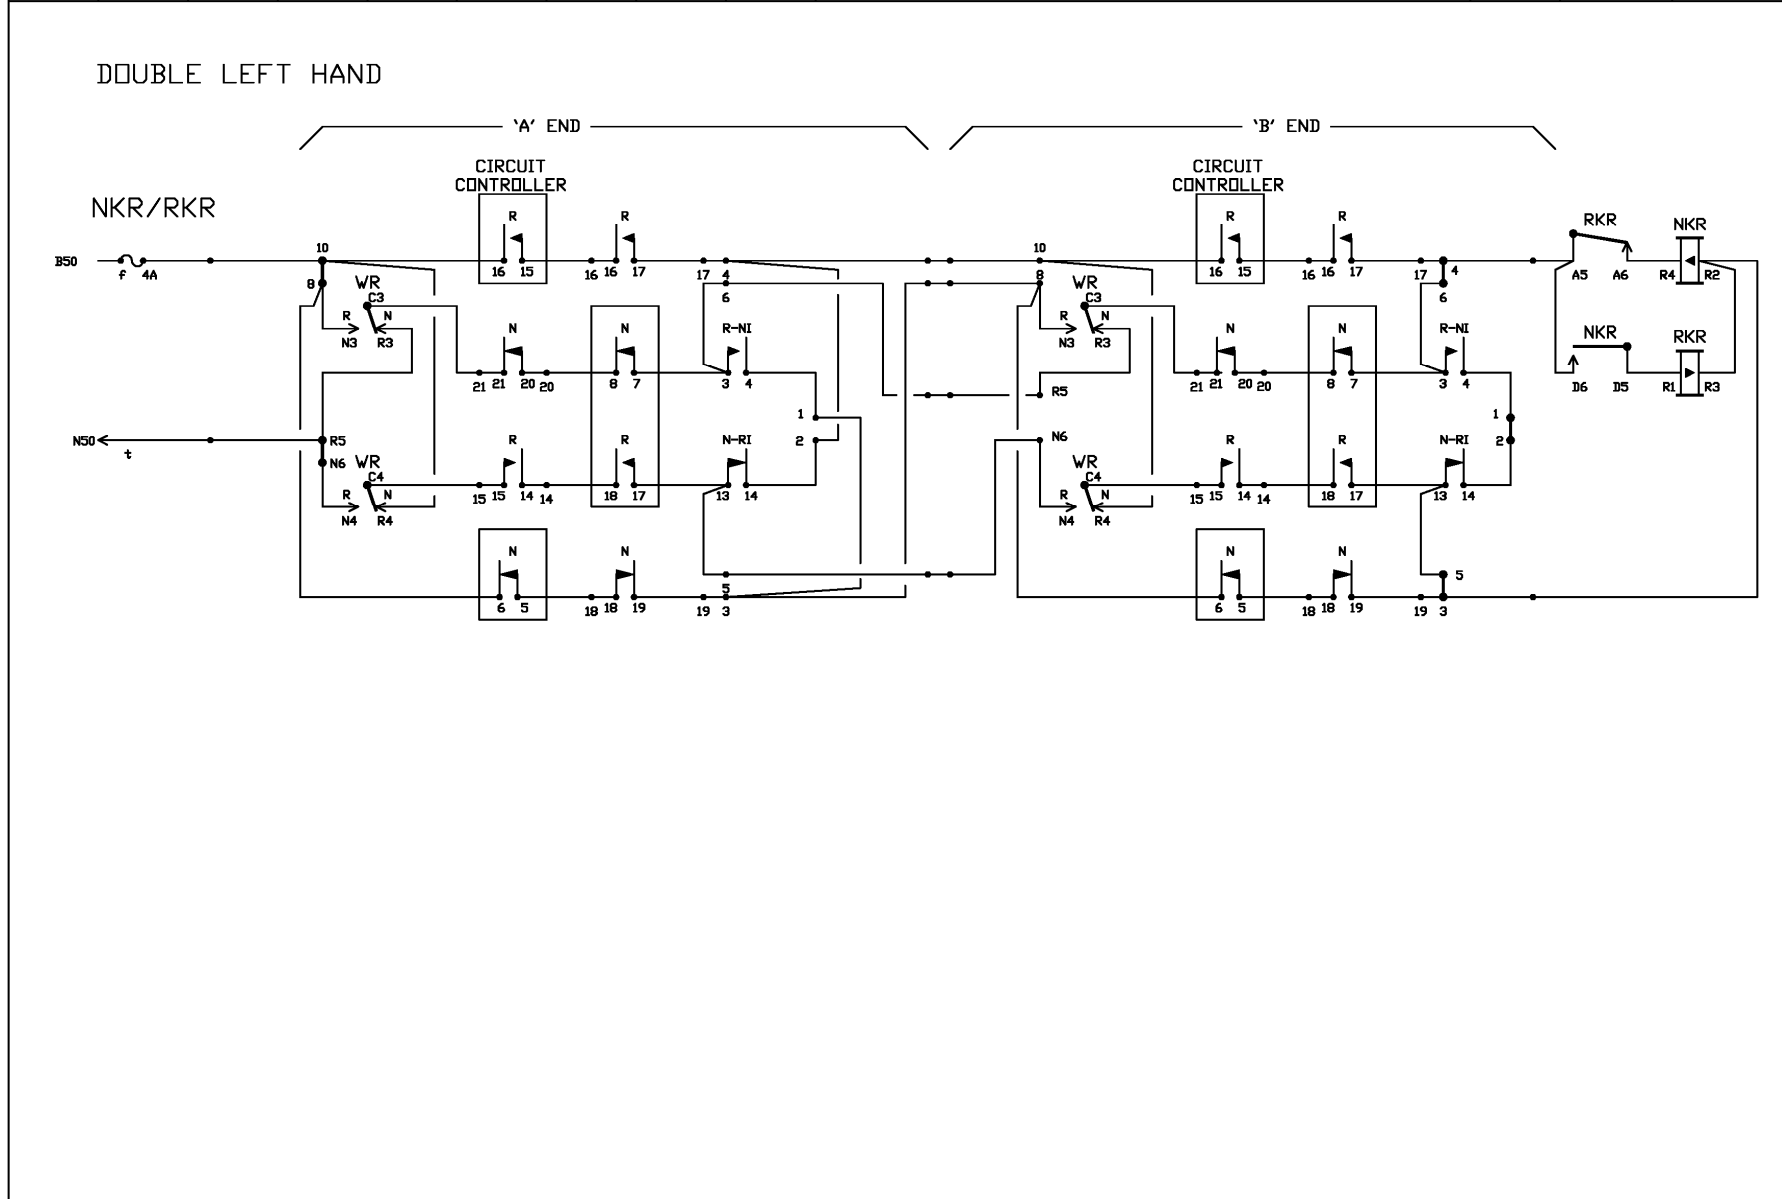 DOUBLE LEFT HAND
'A' END
'B' END
CIRCUIT
CONTROLLER
CIRCUIT
CONTROLLER
NKR/RKR
R R R R RKR NKR
10 10
B50 f 4A 16 15 16 16 17 17 4 16 15 16 16 17 17 4 A5 A6 R4 R2
8 WR 6 8 WR 6
C3 C3
R N N N R-NI R N N N R-NI NKR RKR
N3 R3 N3 R3
21 21 20 20 8 7 3 4 21 21 20 20 8 7 3 4 D6 D5 R1 R3
R5
1 1
N50 t R5 R R N-RI 2 N6 R R N-RI 2
N6 WR WR
C4 C4
R N 15 15 14 14 18 17 13 14 R N 15 15 14 14 18 17 13 14
N4 R4 N4 R4
N N N N
5 5
6 5 18 18 19 19 3 6 5 18 18 19 19 3